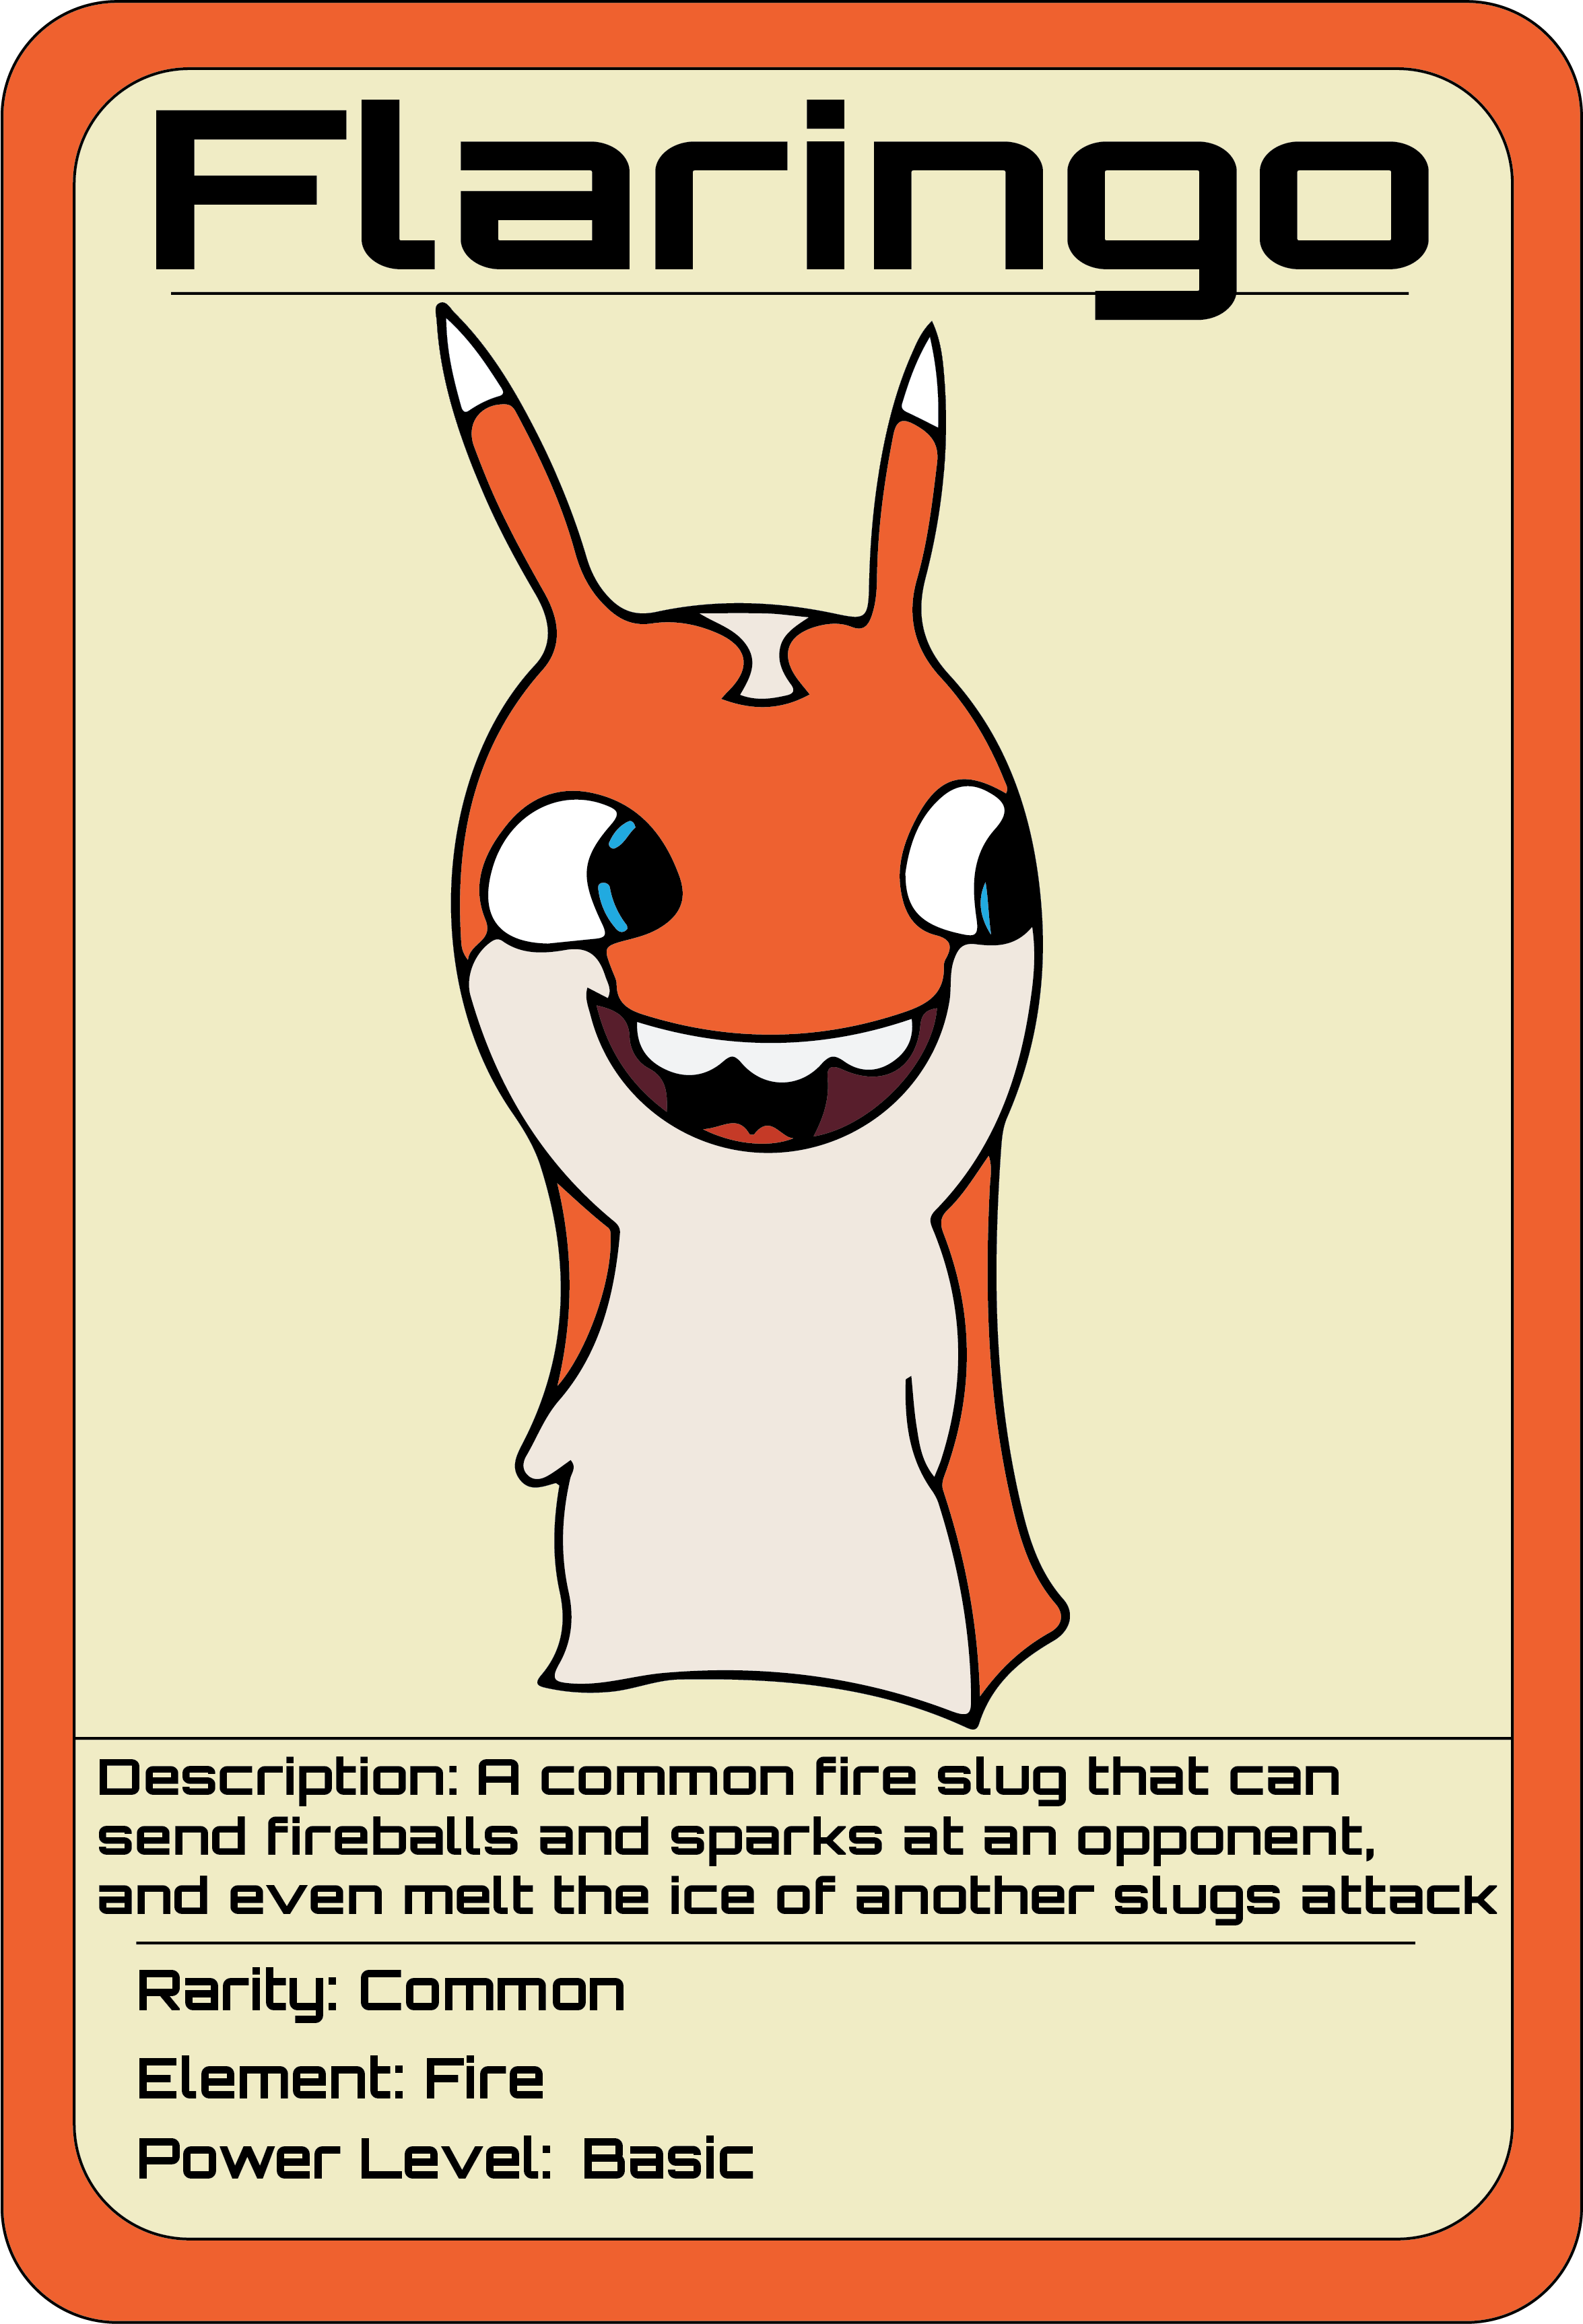 Flaringo
Description: A common fire slug that can
send fireballs and sparks at an opponent,
and even melt the ice of another slugs attack
Rarity: Common
Element: Fire
Power Level: Basic